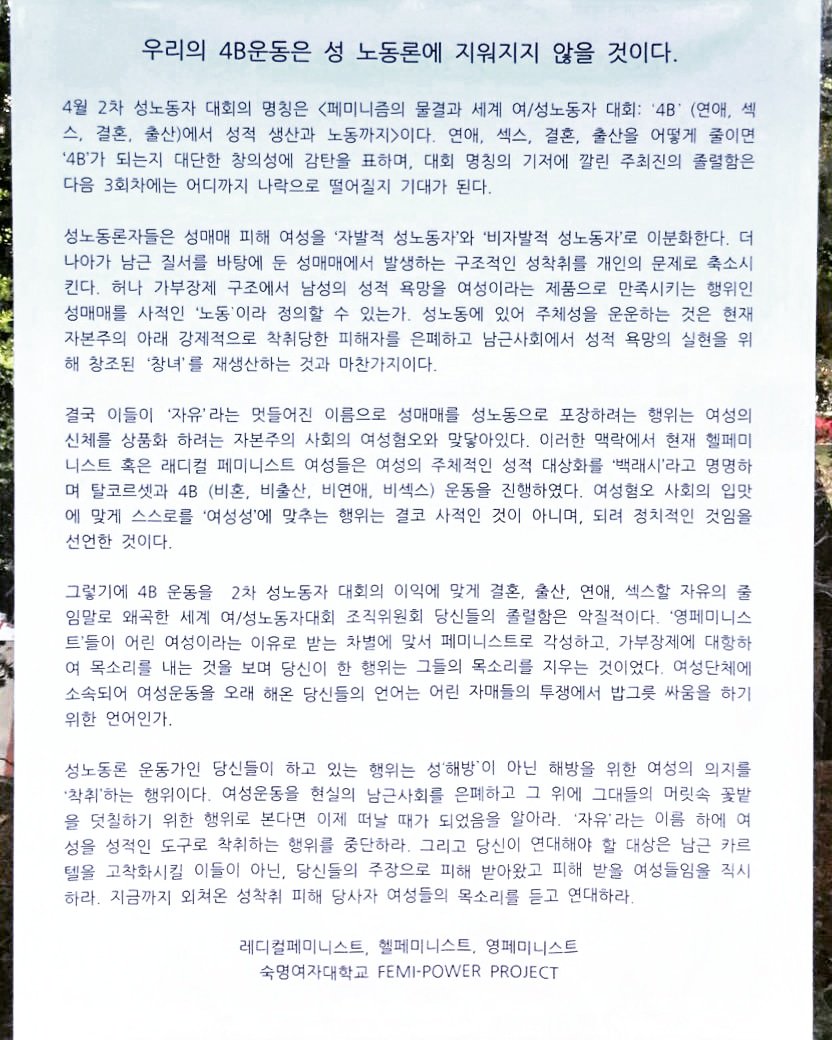 우리의 4B운동은 성 노동론에 지워지지 않을 것이다.
4월 2차 성노동자 대회의 명칭은 <페미니즘의 물결과 세계 여/성노동자 대회: '4B' (연애, 섹
스, 결혼, 출산)에서 성적 생산과 노동까지>이다. 연애, 섹스, 결혼, 출산을 어떻게 줄이면
'4B'가 되는지 대단한 창의성에 감탄을 표하며, 대회 명칭의 기저에 깔린 주최진의 졸렬함은
다음 3회차에는 어디까지 나락으로 떨어질지 기대가 된다.
성노동론자들은 성매매 피해 여성을 '자발적 성노동자'와 '비자발적 성노동자'로 이분화한다. 더
나아가 남근 질서를 바탕에 둔 성매매에서 발생하는 구조적인 성착취를 개인의 문제로 축소시
킨다. 허나 가부장제 구조에서 남성의 성적 욕망을 여성이라는 제품으로 만족시키는 행위인
성매매를 사적인 '노동'이라 정의할 수 있는가. 성노동에 있어 주체성을 운운하는 것은 현재
자본주의 아래 강제적으로 착취당한 피해자를 은폐하고 남근사회에서 성적 욕망의 실현을 위
해 창조된 '창녀'를 재생산하는 것과 마찬가지이다.
결국 이들이 '자유'라는 멋들어진 이름으로 성매매를 성노동으로 포장하려는 행위는 여성의
신체를 상품화 하려는 자본주의 사회의 여성혐오와 맞닿아있다. 이러한 맥락에서 현재 헬페미
니스트 혹은 래디컬 페미니스트 여성들은 여성의 주체적인 성적 대상화를 '백래시'라고 명명하
며 탈코르셋과 4B (비혼, 비출산, 비연애, 비섹스) 운동을 진행하였다. 여성혐오 사회의 입맛
에 맞게 스스로를 '여성성'에 맞추는 행위는 결코 사적인 것이 아니며, 되려 정치적인 것임을
선언한 것이다.
그렇기에 4B 운동을 2차 성노동자 대회의 이익에 맞게 결혼, 출산, 연애, 섹스할 자유의 줄
임말로 왜곡한 세계 여/성노동자대회 조직위원회 당신들의 졸렬함은 악질적이다. '영페미니스
트'들이 어린 여성이라는 이유로 받는 차별에 맞서 페미니스트로 각성하고, 가부장제에 대항하
여 목소리를 내는 것을 보며 당신이 한 행위는 그들의 목소리를 지우는 것이었다. 여성단체에
소속되어 여성운동을 오래 해온 당신들의 언어는 어린 자매들의 투쟁에서 밥그릇 싸움을 하기
위한 언어인가.
성노동론 운동가인 당신들이 하고 있는 행위는 성'해방'이 아닌 해방을 위한 여성의 의지를
'착취'하는 행위이다. 여성운동을 현실의 남근사회를 은폐하고 그 위에 그대들의 머릿속 꽃밭
을 덧칠하기 위한 행위로 본다면 이제 떠날 때가 되었음을 알아라. '자유'라는 이름 하에 여
성을 성적인 도구로 착취하는 행위를 중단하라. 그리고 당신이 연대해야 할 대상은 남근 카르
텔을 고착화시킬 이들이 아닌, 당신들의 주장으로 피해 받아왔고 피해 받을 여성들임을 직시
하라. 지금까지 외쳐온 성착취 피해 당사자 여성들의 목소리를 듣고 연대하라.
레디컬페미니스트, 헬페미니스트, 영페미니스트
숙명여자대학교 FEMI-POWER PROJECT